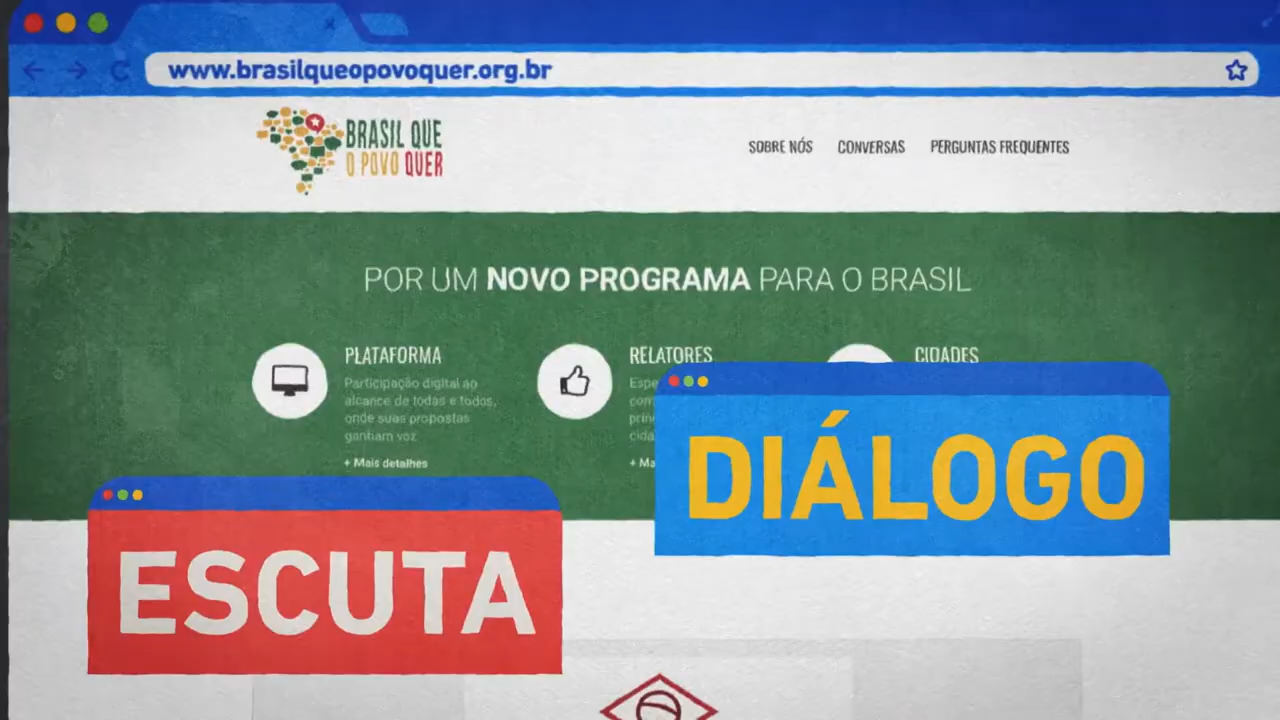 www.brasilqueopovoquer.org.br
BRASIL QUE
O POVO QUER
SOBRE NÓS
CONVERSAS
PERGUNTAS FREQUENTES
POR UM NOVO PROGRAMA PARA O BRASIL
PLATAFORMA
Participação digital ao
alcance de todas e todos,
onde suas propostas
ganham voz
+ Mais detalhes
RELATORES
CIDADES
DIÁLOGO
ESCUTA